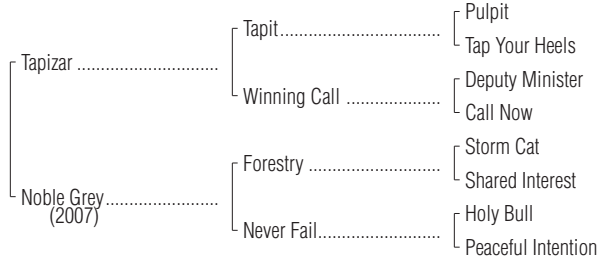 Pulpit
Tapit
Tap Your Heels
Tapizar
Deputy Minister
Winning Call
Call Now
Storm Cat
Forestry
Shared Interest
Noble Grey
(2007)
Holy Bull
Never Fail
Peaceful Intention